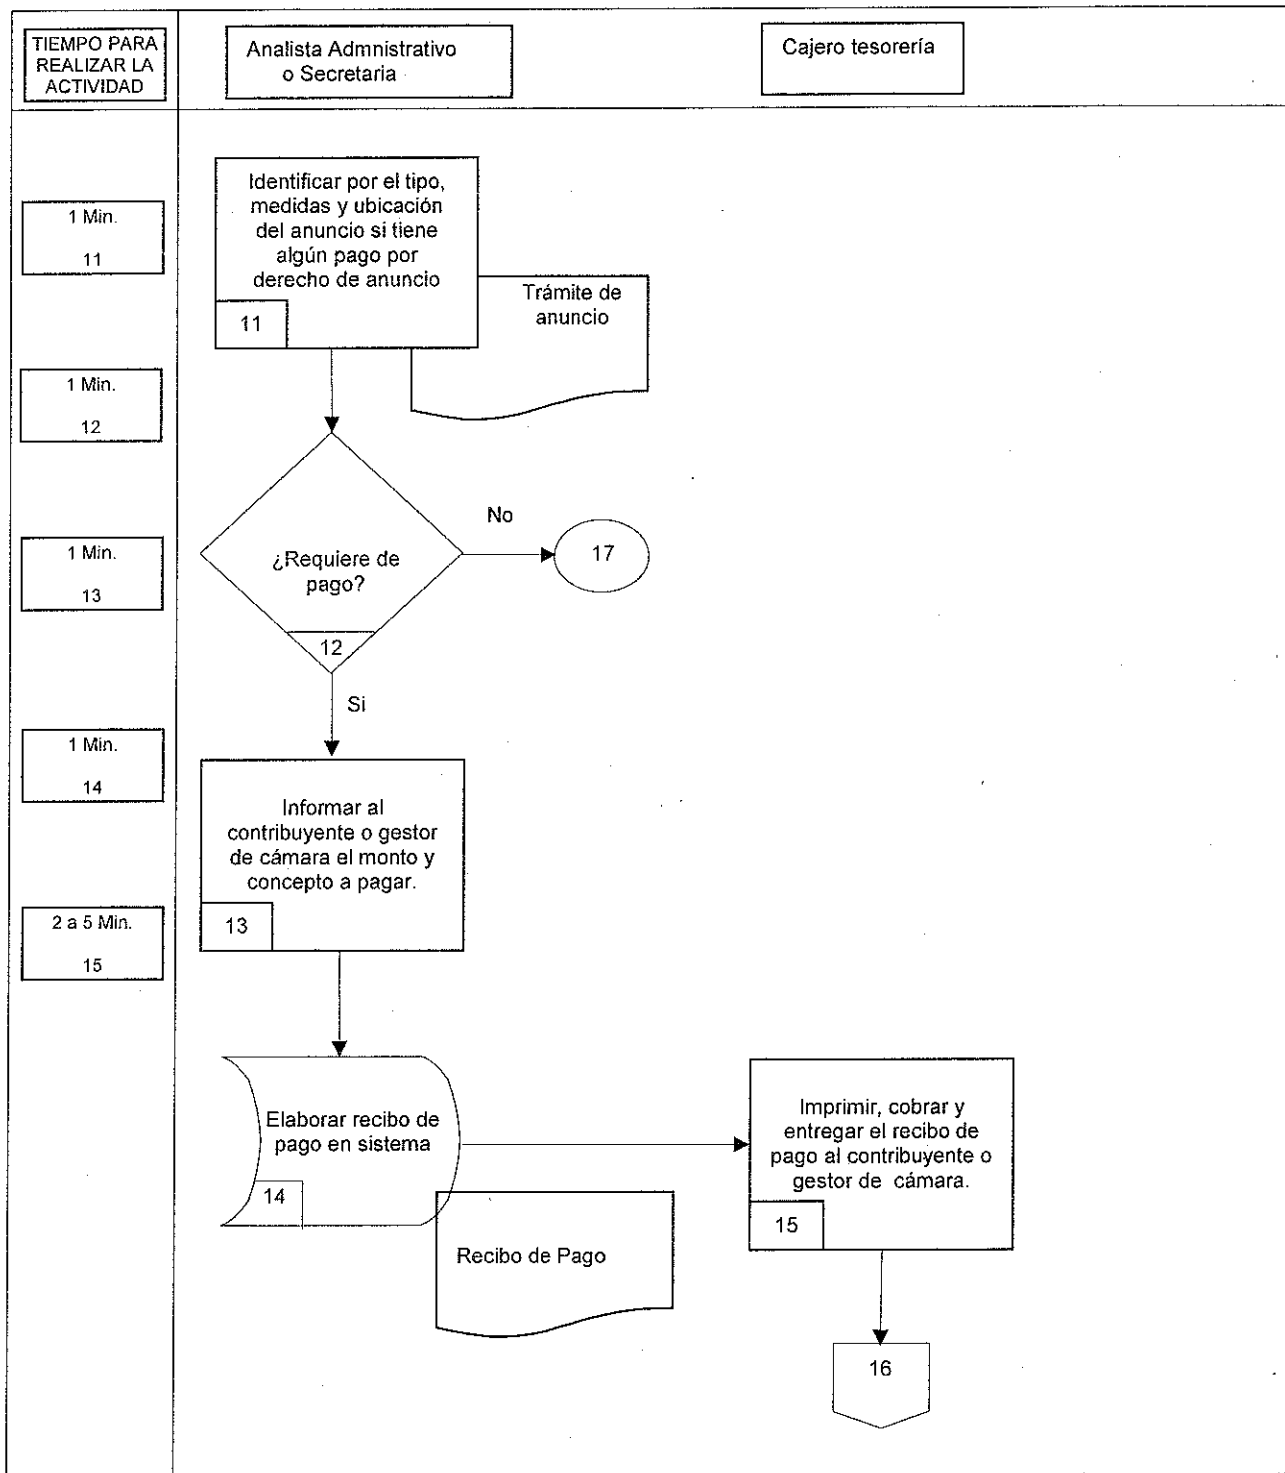 TIEMPO PARA
REALIZAR LA
ACTIVIDAD
Analista Admnistrativo
o Secretaria
Cajero tesorería
1 Min.
11
Identificar por el tipo,
medidas y ubicación
del anuncio si tiene
algún pago por
derecho de anuncio
11
Trámite de
anuncio
1 Min.
12
¿Requiere de
pago?
12
No
17
1 Min.
13
Si
1 Min.
14
Informar al
contribuyente o gestor
de cámara el monto y
concepto a pagar.
13
2 a 5 Min.
15
Elaborar recibo de
pago en sistema
14
Recibo de Pago
Imprimir, cobrar y
entregar el recibo de
pago al contribuyente o
gestor de cámara.
15
16